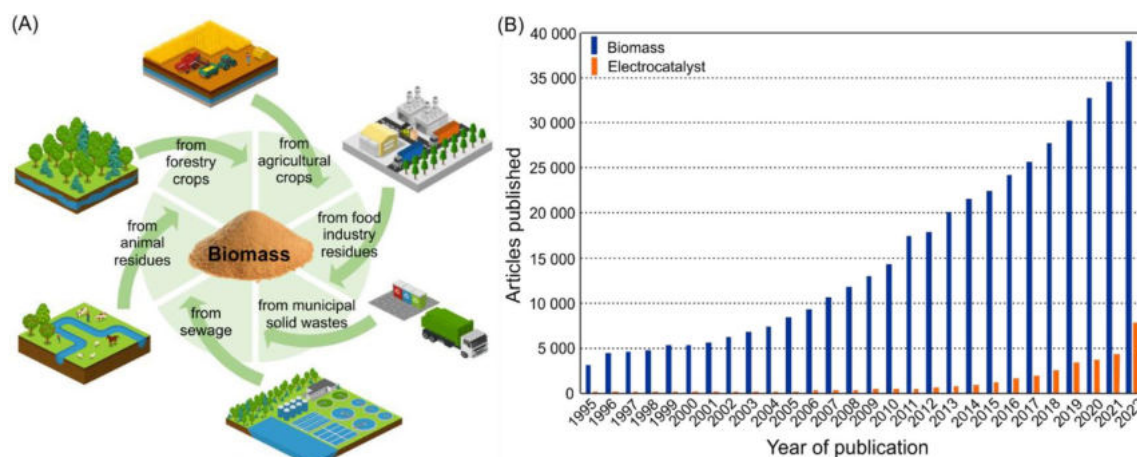 (A)
from
forestry
crops
from
agricultural
crops
from
animal
residues
Biomass
from food
industry
residues
from
sewage
from municipal
solid wastes
(B)
Biomass
Electrocatalyst
40 000
35 000
30 000
25 000
20 000
15 000
10 000
5 000
0
Articles published
1995
1996
1997
1998
1999
2000
2001
2002
2003
2004
2005
2006
2007
2008
2009
2010
2011
2012
2013
2014
2015
2016
2017
2018
2019
2020
2021
2022
Year of publication